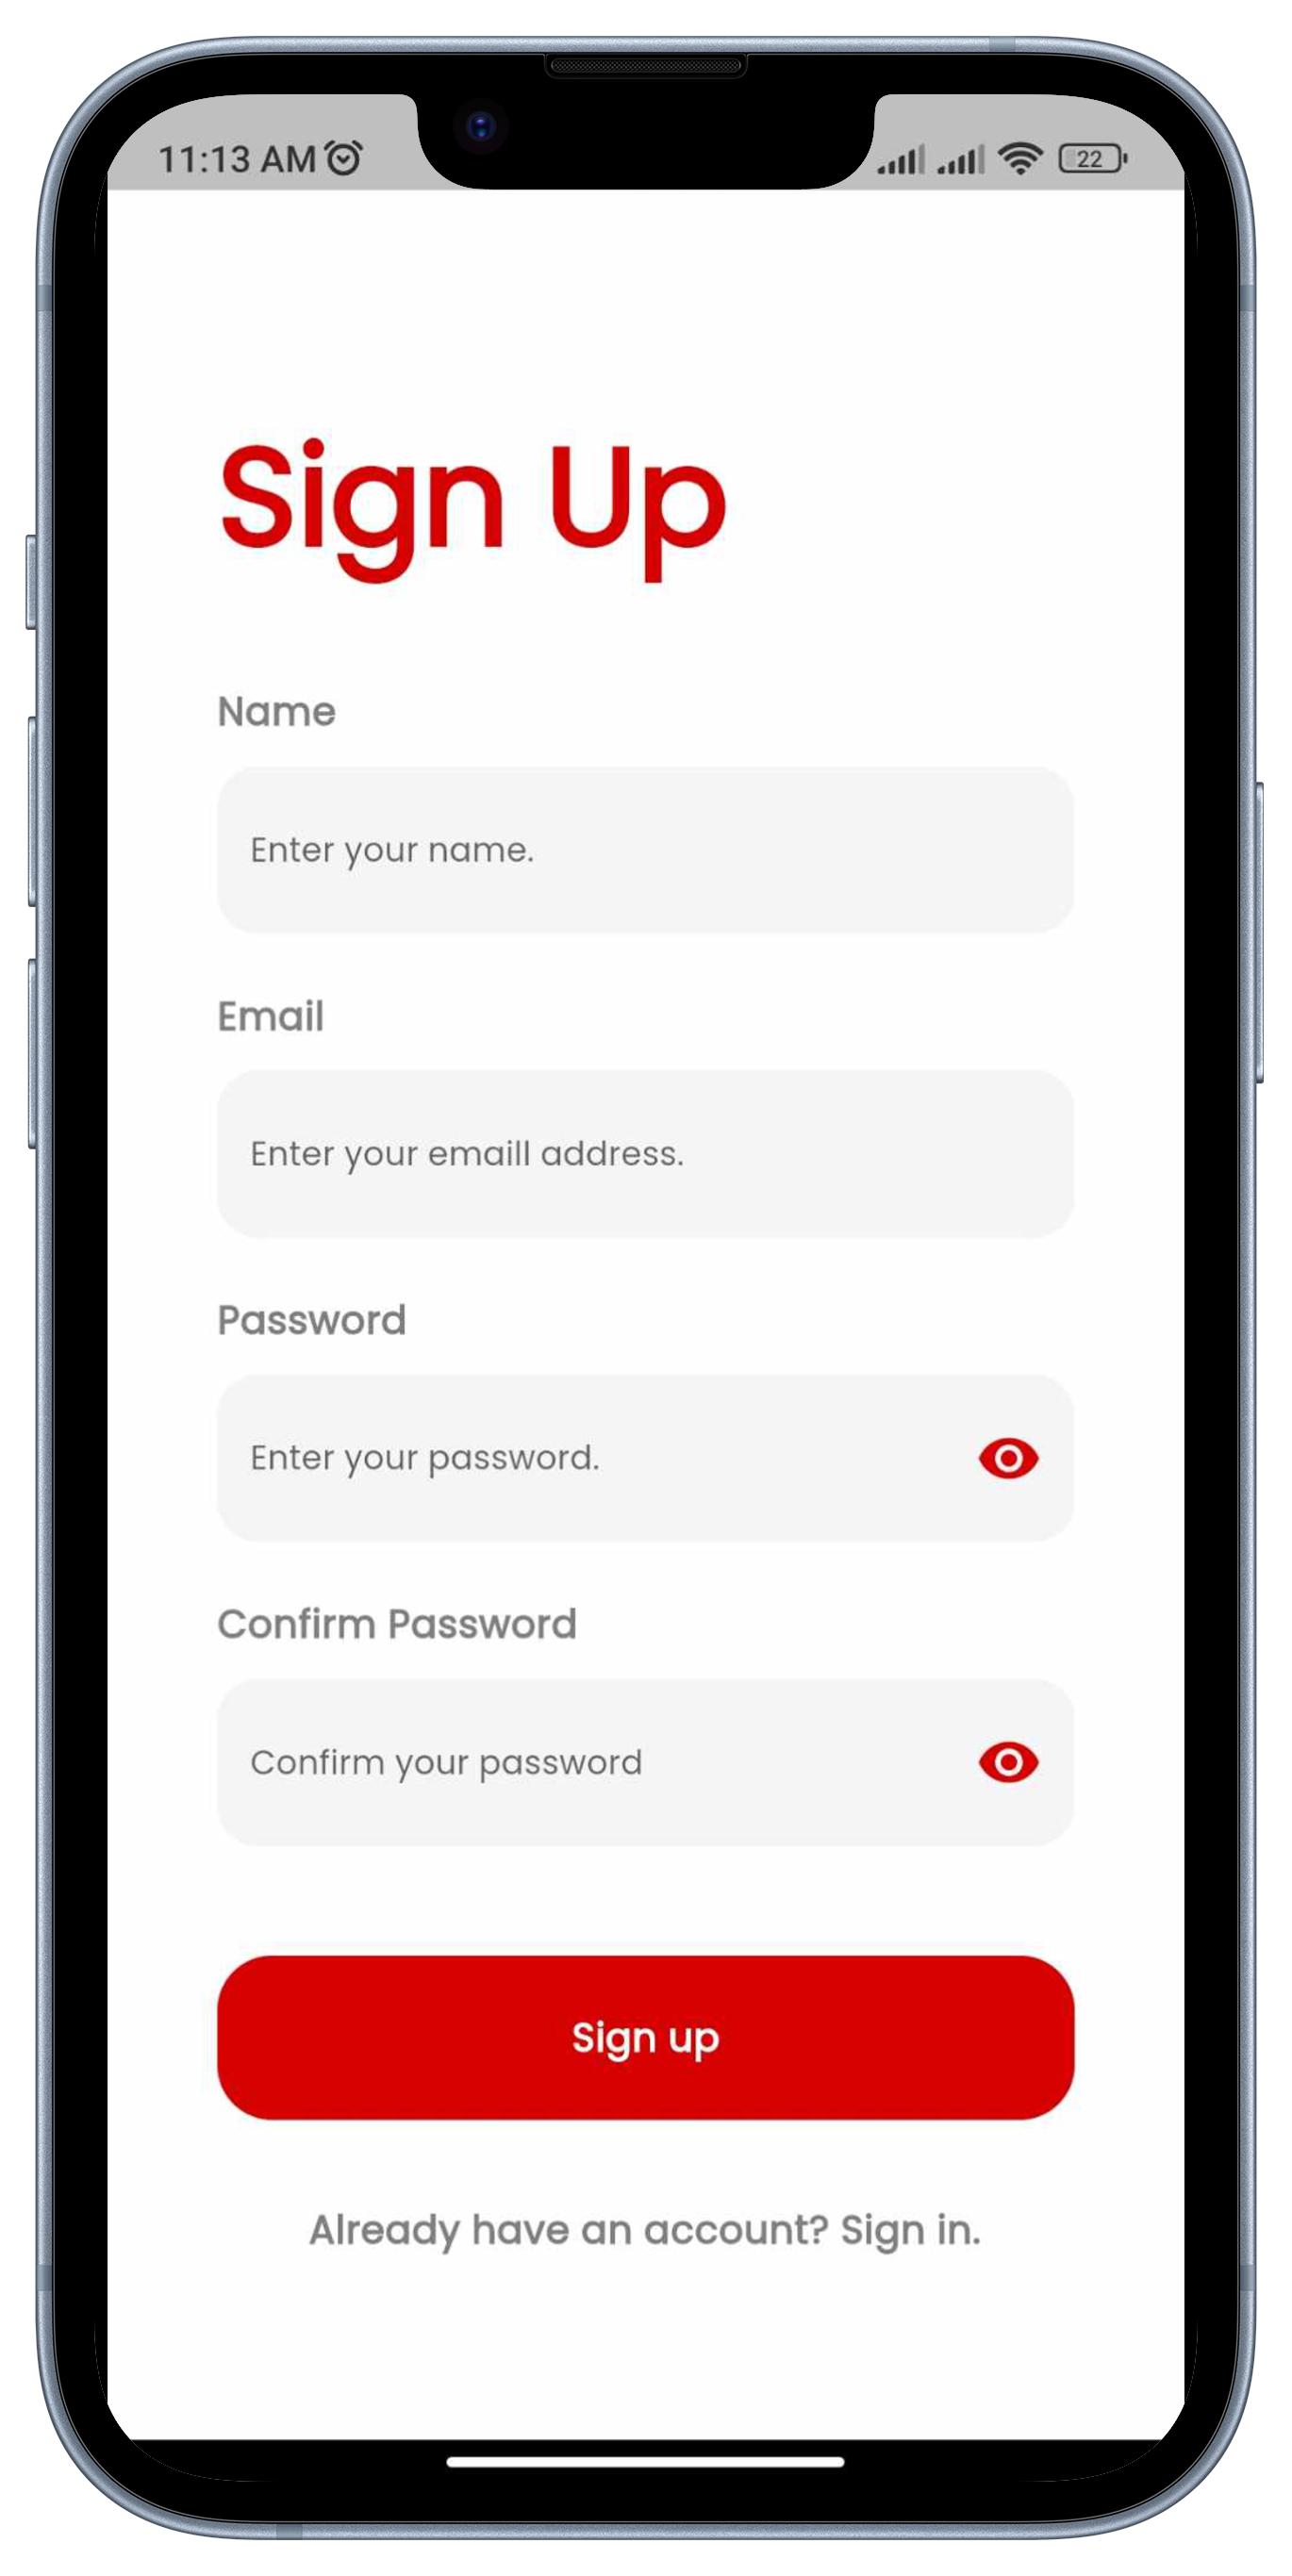 11:13 AM
22
Sign Up
Name
Enter your name.
Email
Enter your emaill address.
Password
Enter your password.
Confirm Password
Confirm your password
Sign up
Already have an account? Sign in.